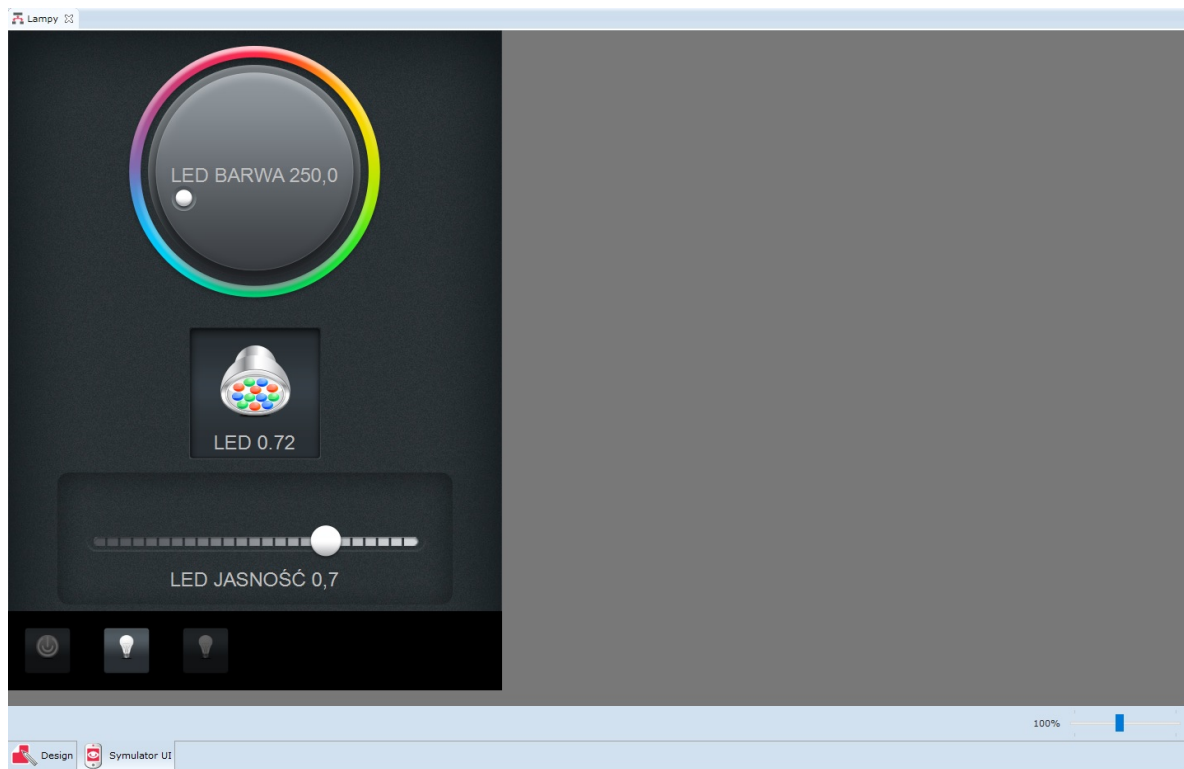 Lampy
LED BARWA 250,0
LED 0.72
LED JASNOŚĆ 0,7
100%
Design
Symulator UI